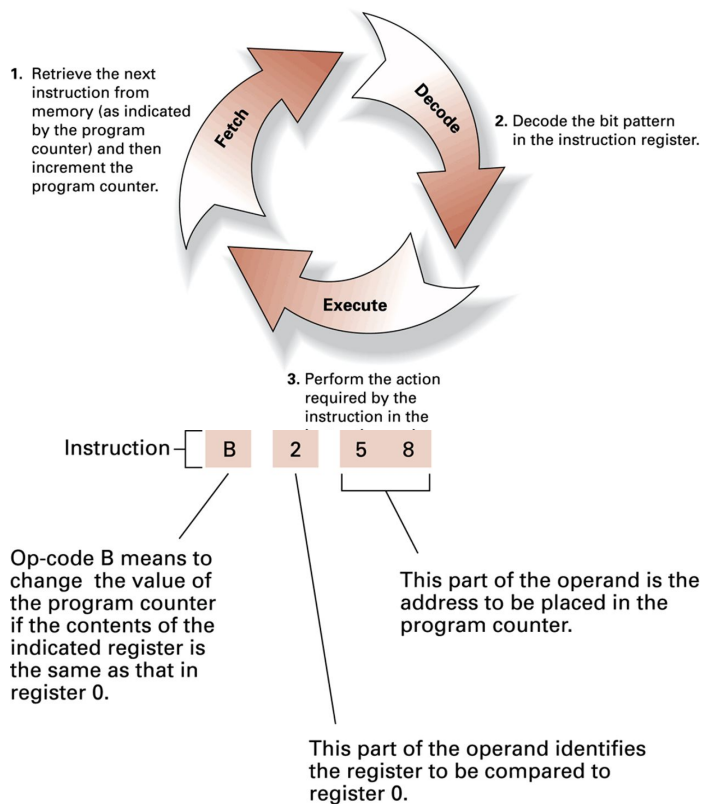 1. Retrieve the next
instruction from
memory (as indicated
by the program
counter) and then
increment the
program counter.
Fetch
Decode
2. Decode the bit pattern
in the instruction register.
Execute
3. Perform the action
required by the
instruction in the
Instruction
B 2 5 8
Op-code B means to
change the value of
the program counter
if the contents of the
indicated register is
the same as that in
register 0.
This part of the operand is the
address to be placed in the
program counter.
This part of the operand identifies
the register to be compared to
register 0.